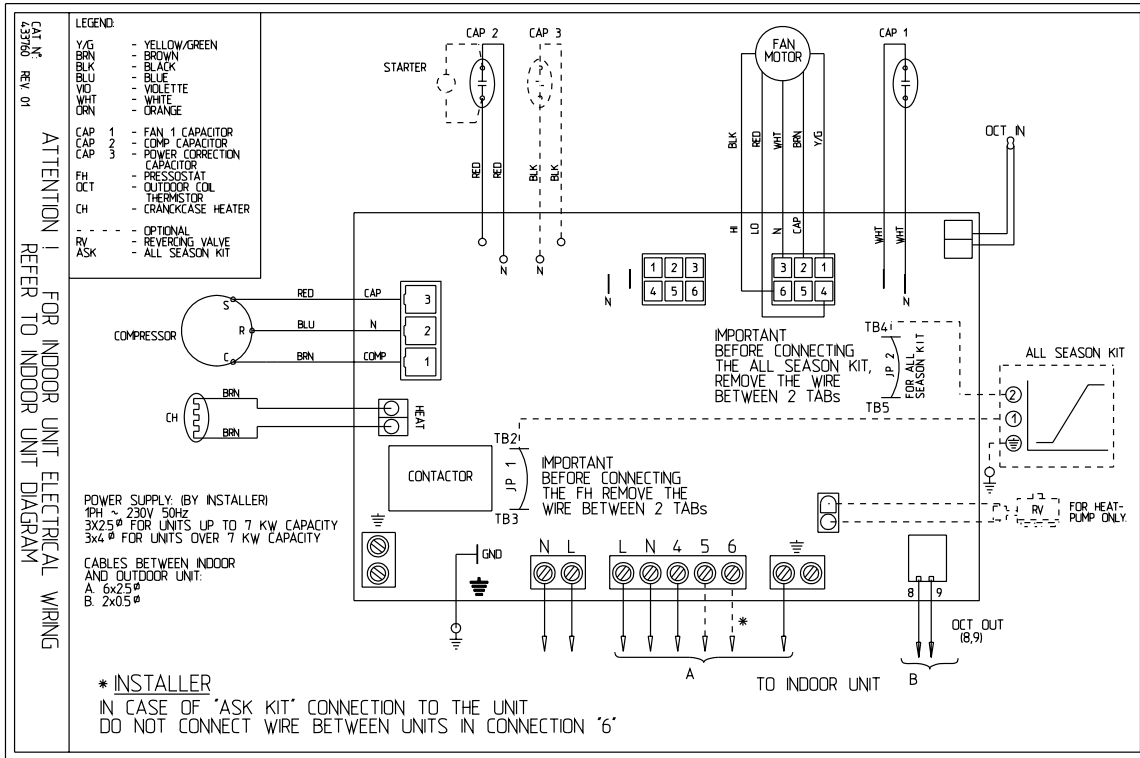 CAT Nº:
433760 REV. 01
ATTENTION ! FOR INDOOR UNIT ELECTRICAL WIRING
REFER TO INDOOR UNIT DIAGRAM
LEGEND:
Y/G - YELLOW/GREEN
BRN - BROWN
BLK - BLACK
BLU - BLUE
VIO - VIOLETTE
WHT - WHITE
ORN - ORANGE
CAP 1 - FAN 1 CAPACITOR
CAP 2 - COMP CAPACITOR
CAP 3 - POWER CORRECTION
CAPACITOR
FH - PRESSOSTAT
OCT - OUTDOOR COIL
THERMISTOR
CH - CRANCKCASE HEATER
- - - - - - OPTIONAL
RV - REVERCING VALVE
ASK - ALL SEASON KIT
STARTER
CAP 2
CAP 3
RED
RED
BLK
BLK
N
N
FAN
MOTOR
BLK
RED
WHT
BRN
Y/G
HI
LO
N
CAP
CAP 1
WHT
WHT
N
OCT IN
N
1 2 3
4 5 6
3 2 1
6 5 4
COMPRESSOR
S
R
C
RED CAP 3
BLU N 2
BRN COMP 1
CH
BRN
BRN
HEAT
CONTACTOR
TB2
JP 1
TB3
IMPORTANT
BEFORE CONNECTING
THE FH REMOVE THE
WIRE BETWEEN 2 TABs
IMPORTANT
BEFORE CONNECTING
THE ALL SEASON KIT,
REMOVE THE WIRE
BETWEEN 2 TABs
TB4
JP 2
FOR ALL
SEASON KIT
TB5
ALL SEASON KIT
2
1
RV
FOR HEAT-
PUMP ONLY.
POWER SUPPLY: (BY INSTALLER)
1PH ~ 230V 50Hz
3X2.5⌀ FOR UNITS UP TO 7 KW CAPACITY
3x4⌀ FOR UNITS OVER 7 KW CAPACITY
CABLES BETWEEN INDOOR
AND OUTDOOR UNIT:
A. 6x2.5⌀
B. 2x0.5⌀
GND
N L
L N 4 5 6
*
8 9
OCT OUT
(8,9)
A
TO INDOOR UNIT
B
* INSTALLER
IN CASE OF "ASK KIT" CONNECTION TO THE UNIT
DO NOT CONNECT WIRE BETWEEN UNITS IN CONNECTION "6"